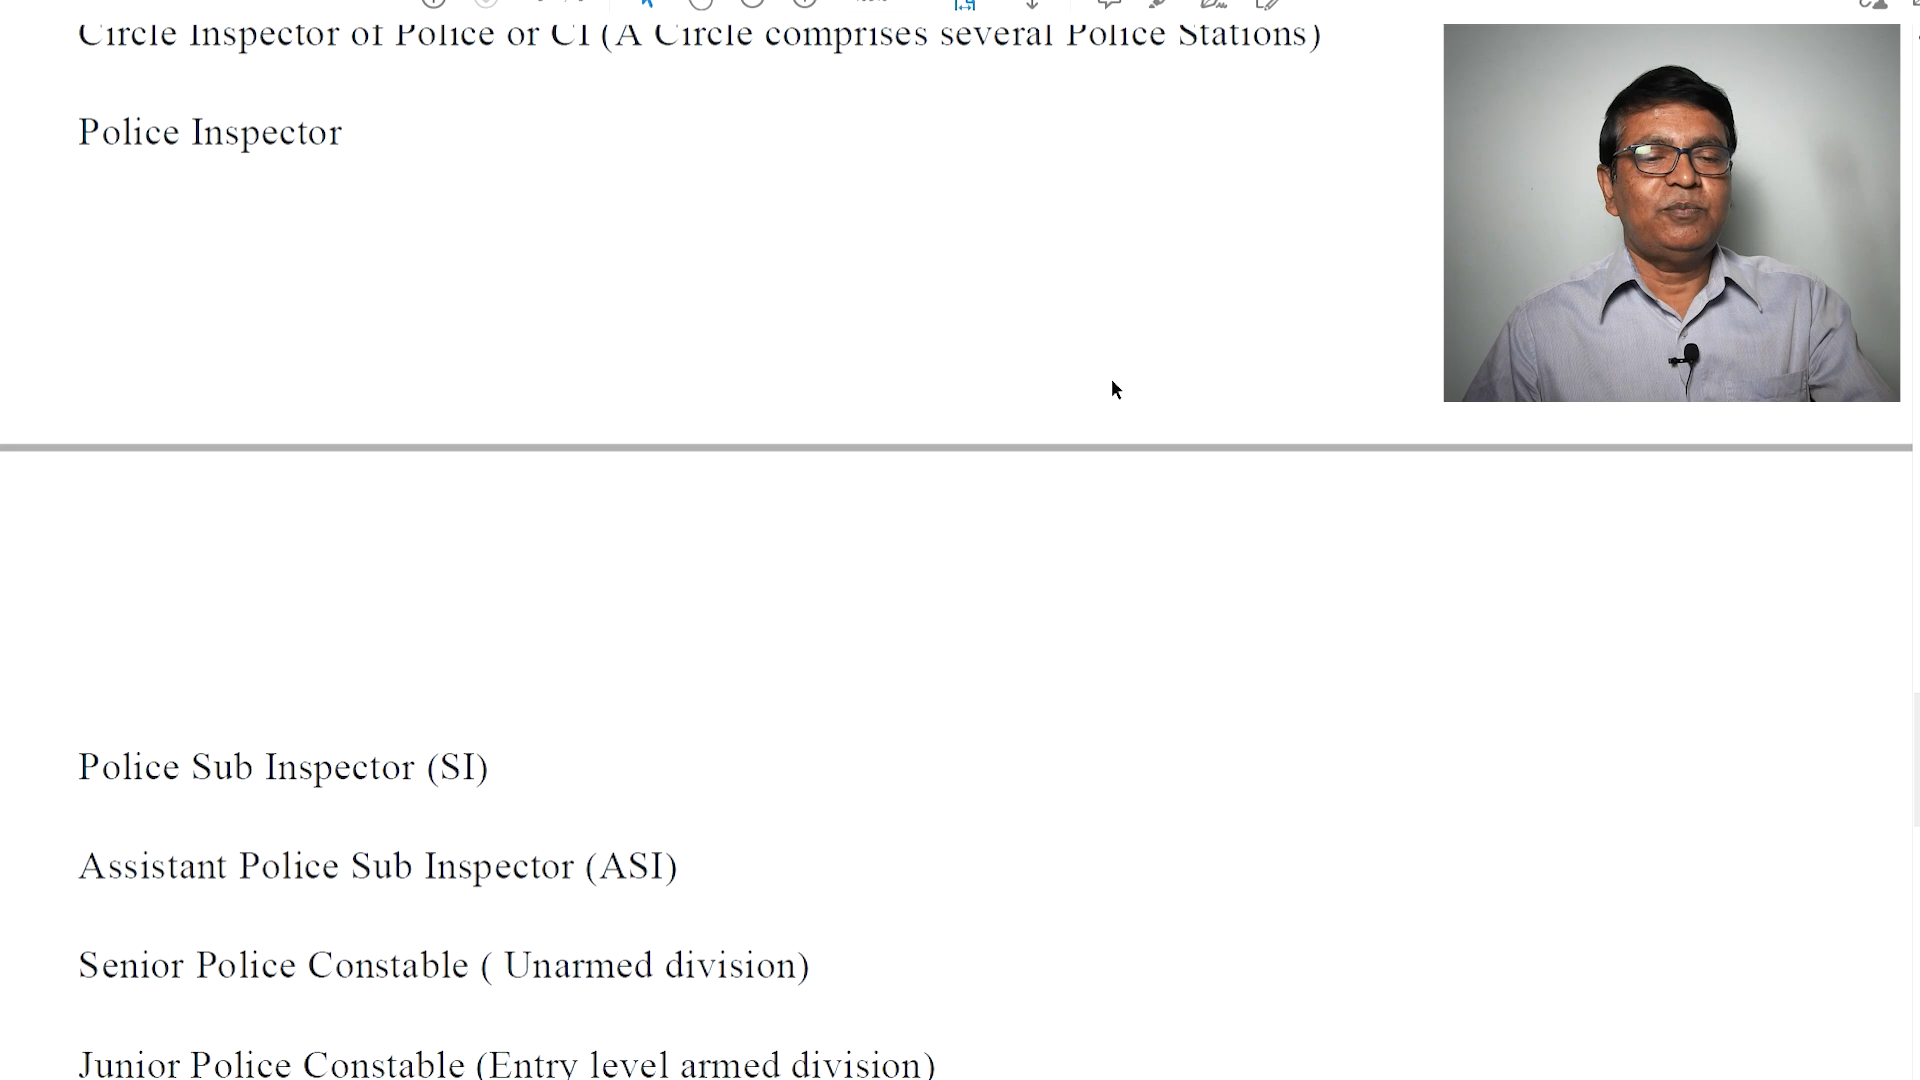 Circle Inspector of Police or CI (A Circle comprises several Police Stations)
Police Inspector
Police Sub Inspector (SI)
Assistant Police Sub Inspector (ASI)
Senior Police Constable ( Unarmed division)
Junior Police Constable (Entry level armed division)